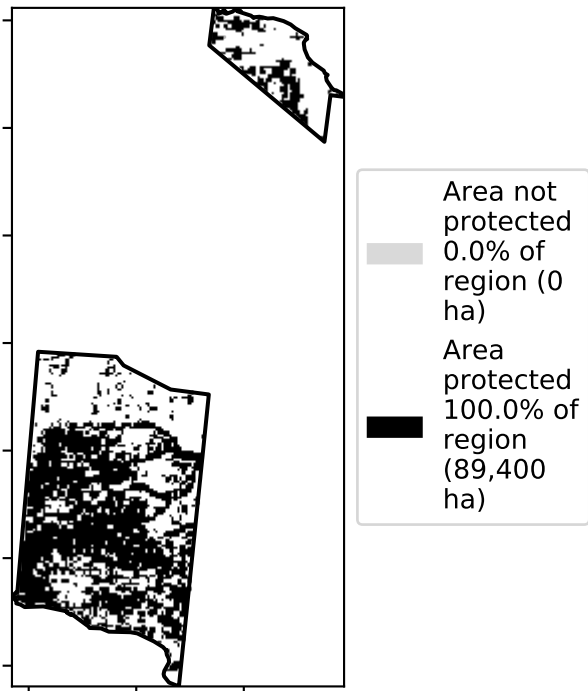 Area not
protected
0.0% of
region (0
ha)
Area
protected
100.0% of
region
(89,400
ha)